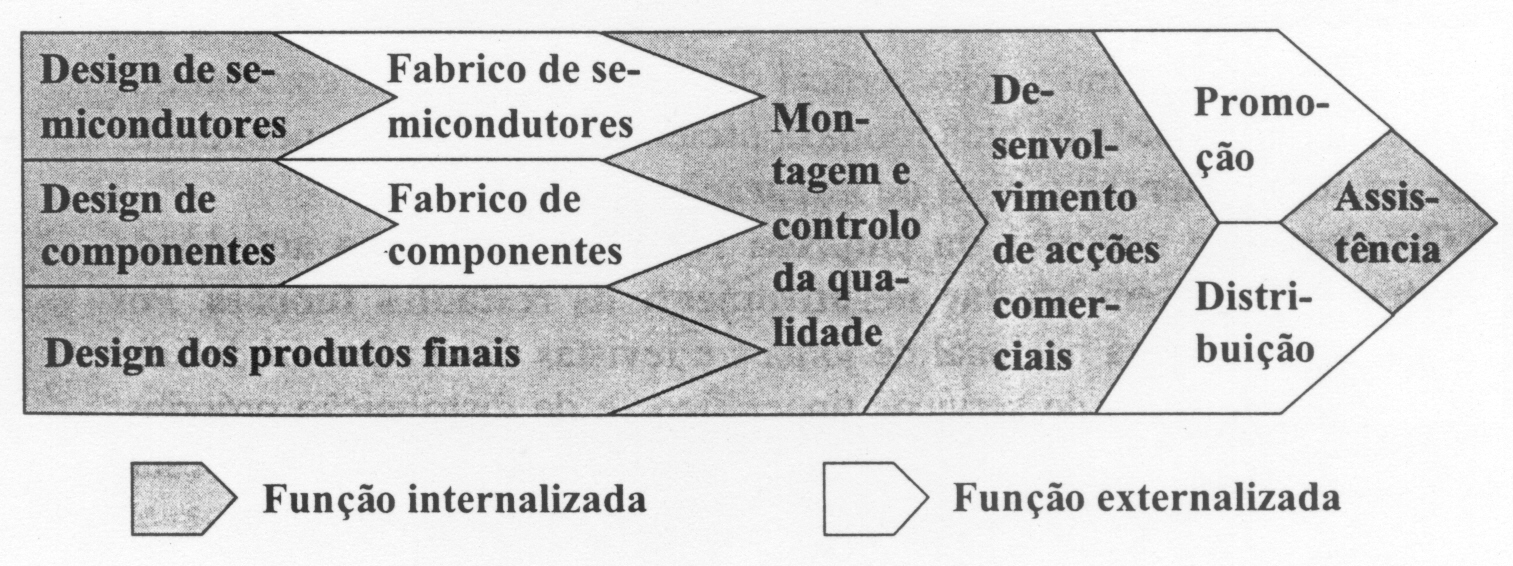 Design de se-
micondutores
Fabrico de se-
micondutores
Design de
componentes
Fabrico de
componentes
Design dos produtos finais
Mon-
tagem e
controlo
da qua-
lidade
De-
senvol-
vimento
de acções
comer-
ciais
Promo-
ção
Distri-
buição
Assis-
tência
Função internalizada
Função externalizada